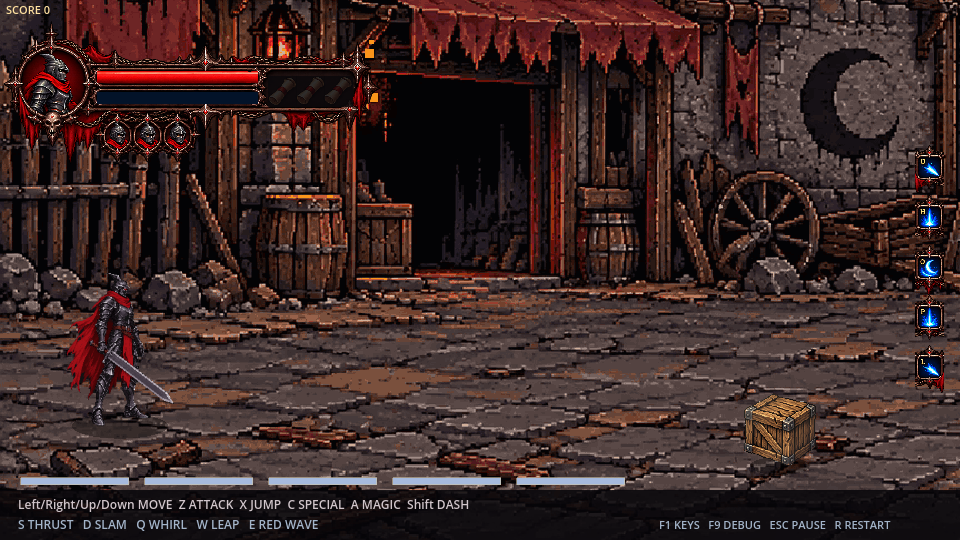 SCORE 0
Left/Right/Up/Down MOVE Z ATTACK X JUMP C SPECIAL A MAGIC Shift DASH
S THRUST D SLAM Q WHIRL W LEAP E RED WAVE
F1 KEYS F9 DEBUG ESC PAUSE R RESTART